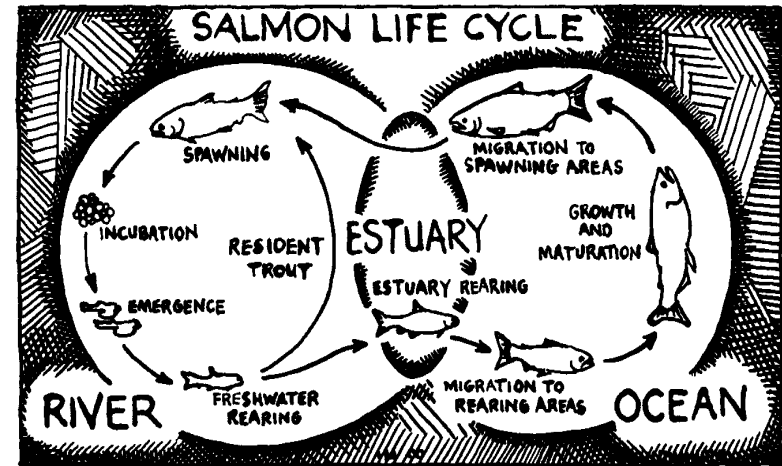 SALMON LIFE CYCLE
SPAWNING
MIGRATION TO
SPAWNING AREAS
INCUBATION
RESIDENT
TROUT
ESTUARY
GROWTH
AND
MATURATION
EMERGENCE
ESTUARY REARING
FRESHWATER
REARING
MIGRATION TO
REARING AREAS
RIVER
OCEAN